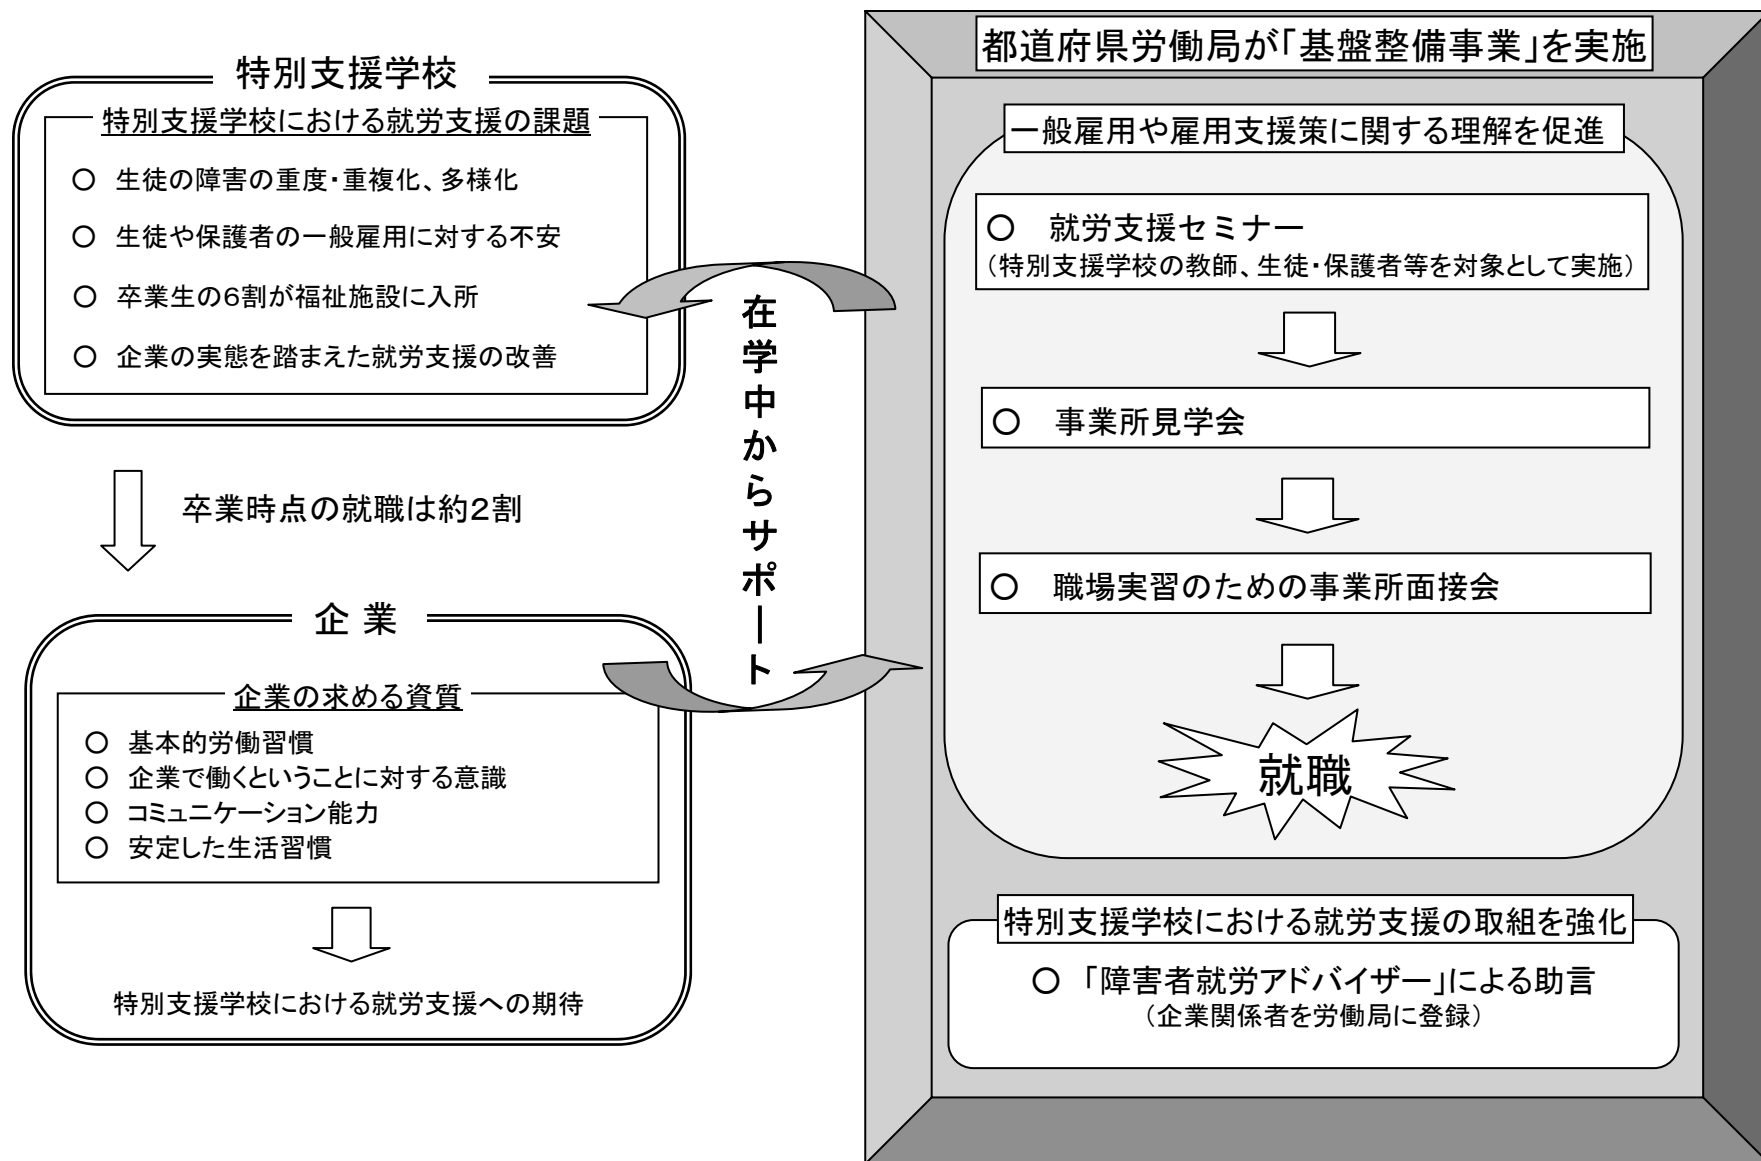 特別支援学校
特別支援学校における就労支援の課題
○ 生徒の障害の重度・重複化、多様化
○ 生徒や保護者の一般雇用に対する不安
○ 卒業生の6割が福祉施設に入所
○ 企業の実態を踏まえた就労支援の改善
卒業時点の就職は約2割
企業
企業の求める資質
○ 基本的労働習慣
○ 企業で働くということに対する意識
○ コミュニケーション能力
○ 安定した生活習慣
特別支援学校における就労支援への期待
在学中からサポート
都道府県労働局が「基盤整備事業」を実施
一般雇用や雇用支援策に関する理解を促進
○ 就労支援セミナー
（特別支援学校の教師、生徒・保護者等を対象として実施）
○ 事業所見学会
○ 職場実習のための事業所面接会
就職
特別支援学校における就労支援の取組を強化
○ 「障害者就労アドバイザー」による助言
（企業関係者を労働局に登録）